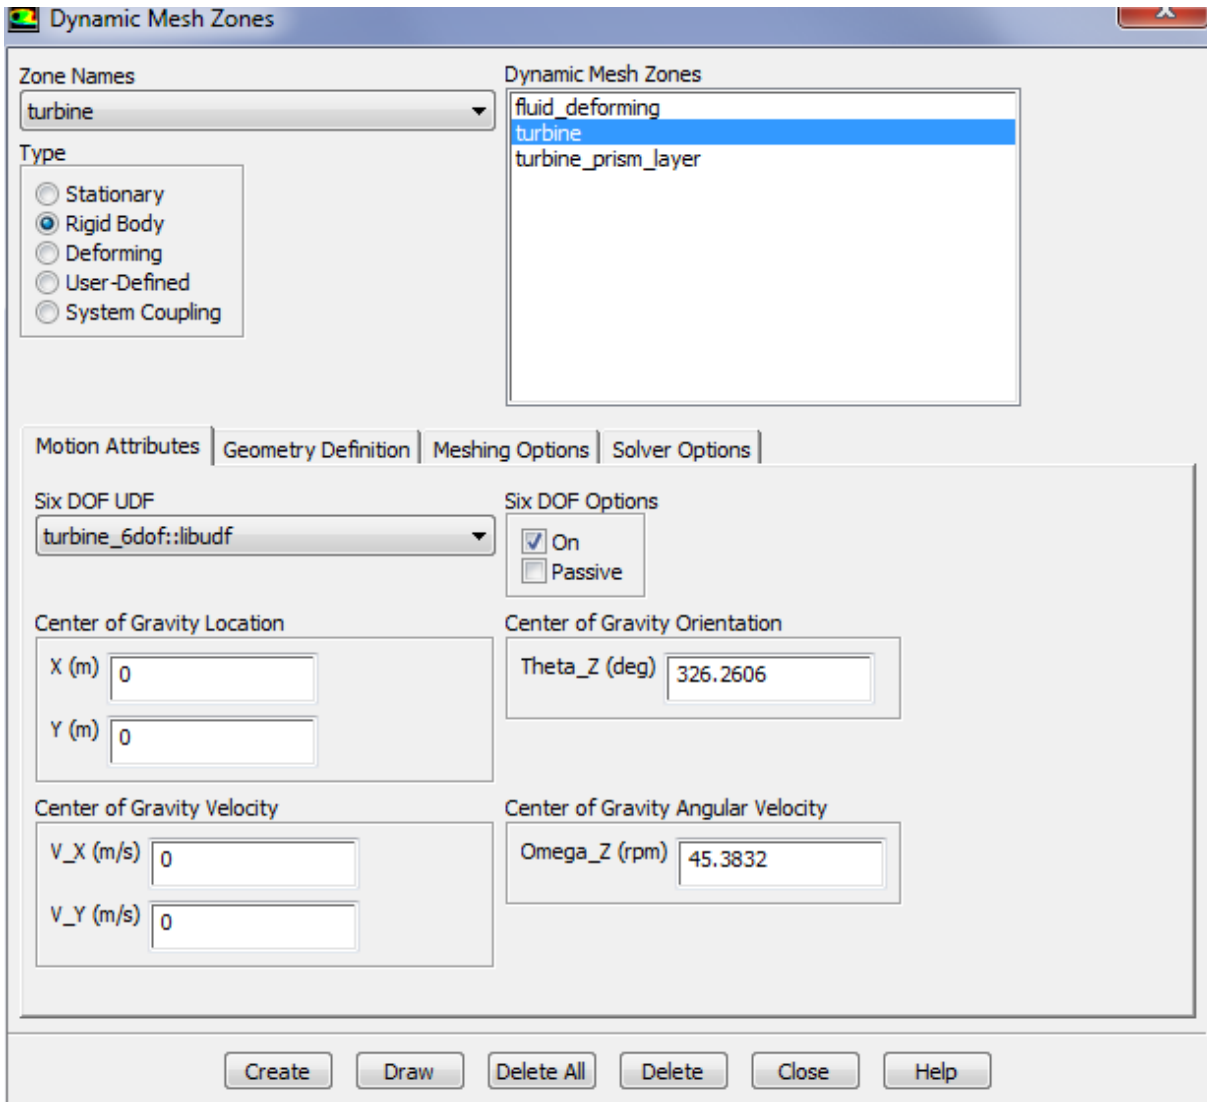 Dynamic Mesh Zones
Zone Names
turbine
Type
Stationary
Rigid Body
Deforming
User-Defined
System Coupling
Dynamic Mesh Zones
fluid_deforming
turbine
turbine_prism_layer
Motion Attributes
Geometry Definition
Meshing Options
Solver Options
Six DOF UDF
turbine_6dof::libudf
Six DOF Options
On
Passive
Center of Gravity Location
X (m) 0
Y (m) 0
Center of Gravity Orientation
Theta_Z (deg) 326.2606
Center of Gravity Velocity
V_X (m/s) 0
V_Y (m/s) 0
Center of Gravity Angular Velocity
Omega_Z (rpm) 45.3832
Create Draw Delete All Delete Close Help